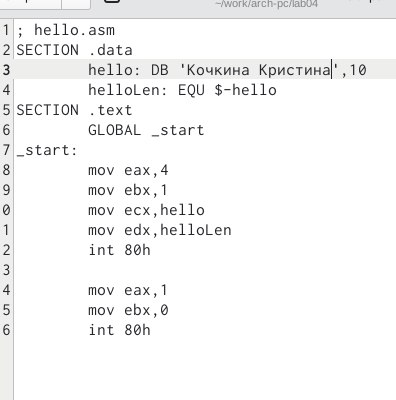 ~/work/arch-pc/lab04
1 ; hello.asm
2 SECTION .data
3 hello: DB 'Кочкина Кристина',10
4 helloLen: EQU $-hello
5 SECTION .text
6 GLOBAL _start
7 _start:
8 mov eax,4
9 mov ebx,1
0 mov ecx,hello
1 mov edx,helloLen
2 int 80h
3
4 mov eax,1
5 mov ebx,0
6 int 80h